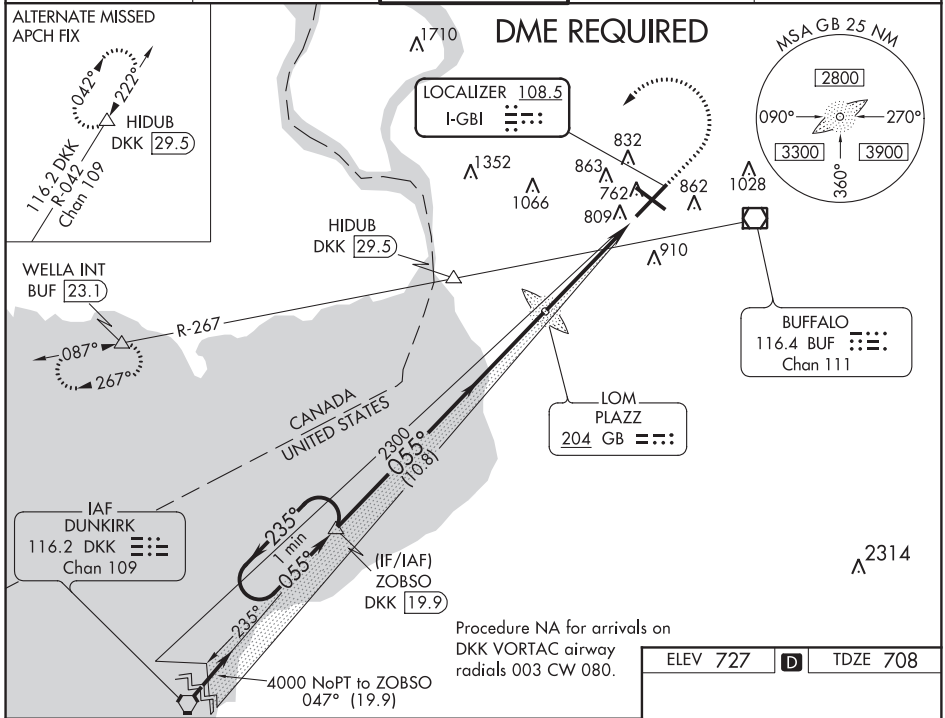 ALTERNATE MISSED
APCH FIX
042°
222°
HIDUB
DKK 29.5
116.2 DKK
R-042
Chan 109
1710
DME REQUIRED
MSA GB 25 NM
2800
090°
270°
3300
3900
360°
LOCALIZER 108.5
I-GBI
832
1352
863
1066
762
862
1028
809
910
HIDUB
DKK 29.5
WELLA INT
BUF 23.1
R-267
087°
267°
BUFFALO
116.4 BUF
Chan 111
CANADA
UNITED STATES
LOM
PLAZZ
204 GB
2300
055°
(10.8)
IAF
DUNKIRK
116.2 DKK
Chan 109
235°
1 min
055°
(IF/IAF)
ZOBSO
DKK 19.9
2314
235°
Procedure NA for arrivals on
DKK VORTAC airway
radials 003 CW 080.
4000 NoPT to ZOBSO
047° (19.9)
ELEV 727 D TDZE 708